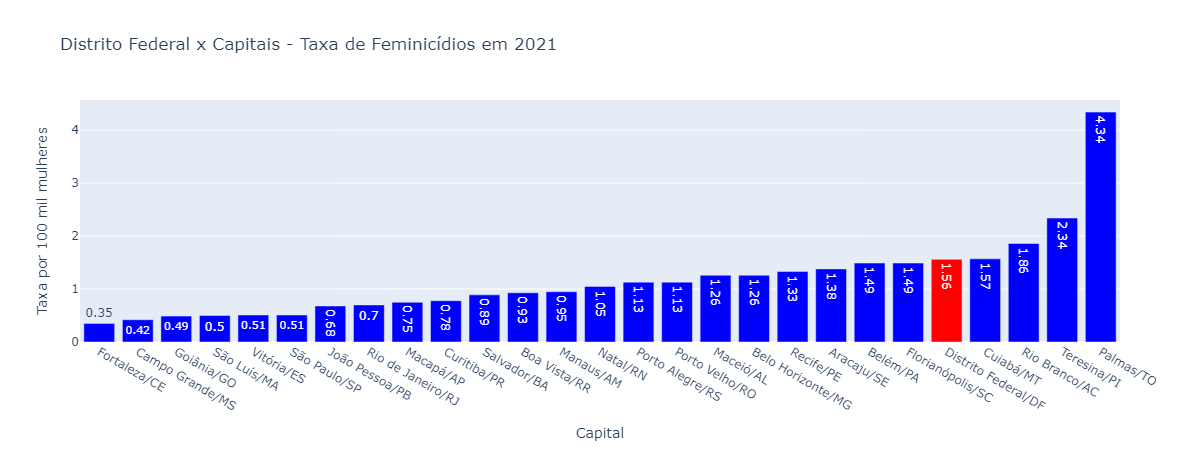 Distrito Federal x Capitais - Taxa de Feminicídios em 2021
Taxa por 100 mil mulheres
4
3
2
1
0
0.35
0.42
0.49
0.5
0.51
0.51
0.68
0.7
0.75
0.78
0.89
0.93
0.95
1.05
1.13
1.13
1.26
1.26
1.33
1.38
1.49
1.49
1.56
1.57
1.86
2.34
4.34
Fortaleza/CE
Campo Grande/MS
Goiânia/GO
São Luís/MA
Vitória/ES
São Paulo/SP
João Pessoa/PB
Rio de Janeiro/RJ
Macapá/AP
Curitiba/PR
Salvador/BA
Boa Vista/RR
Manaus/AM
Natal/RN
Porto Alegre/RS
Porto Velho/RO
Maceió/AL
Belo Horizonte/MG
Recife/PE
Aracaju/SE
Belém/PA
Florianópolis/SC
Distrito Federal/DF
Cuiabá/MT
Rio Branco/AC
Teresina/PI
Palmas/TO
Capital